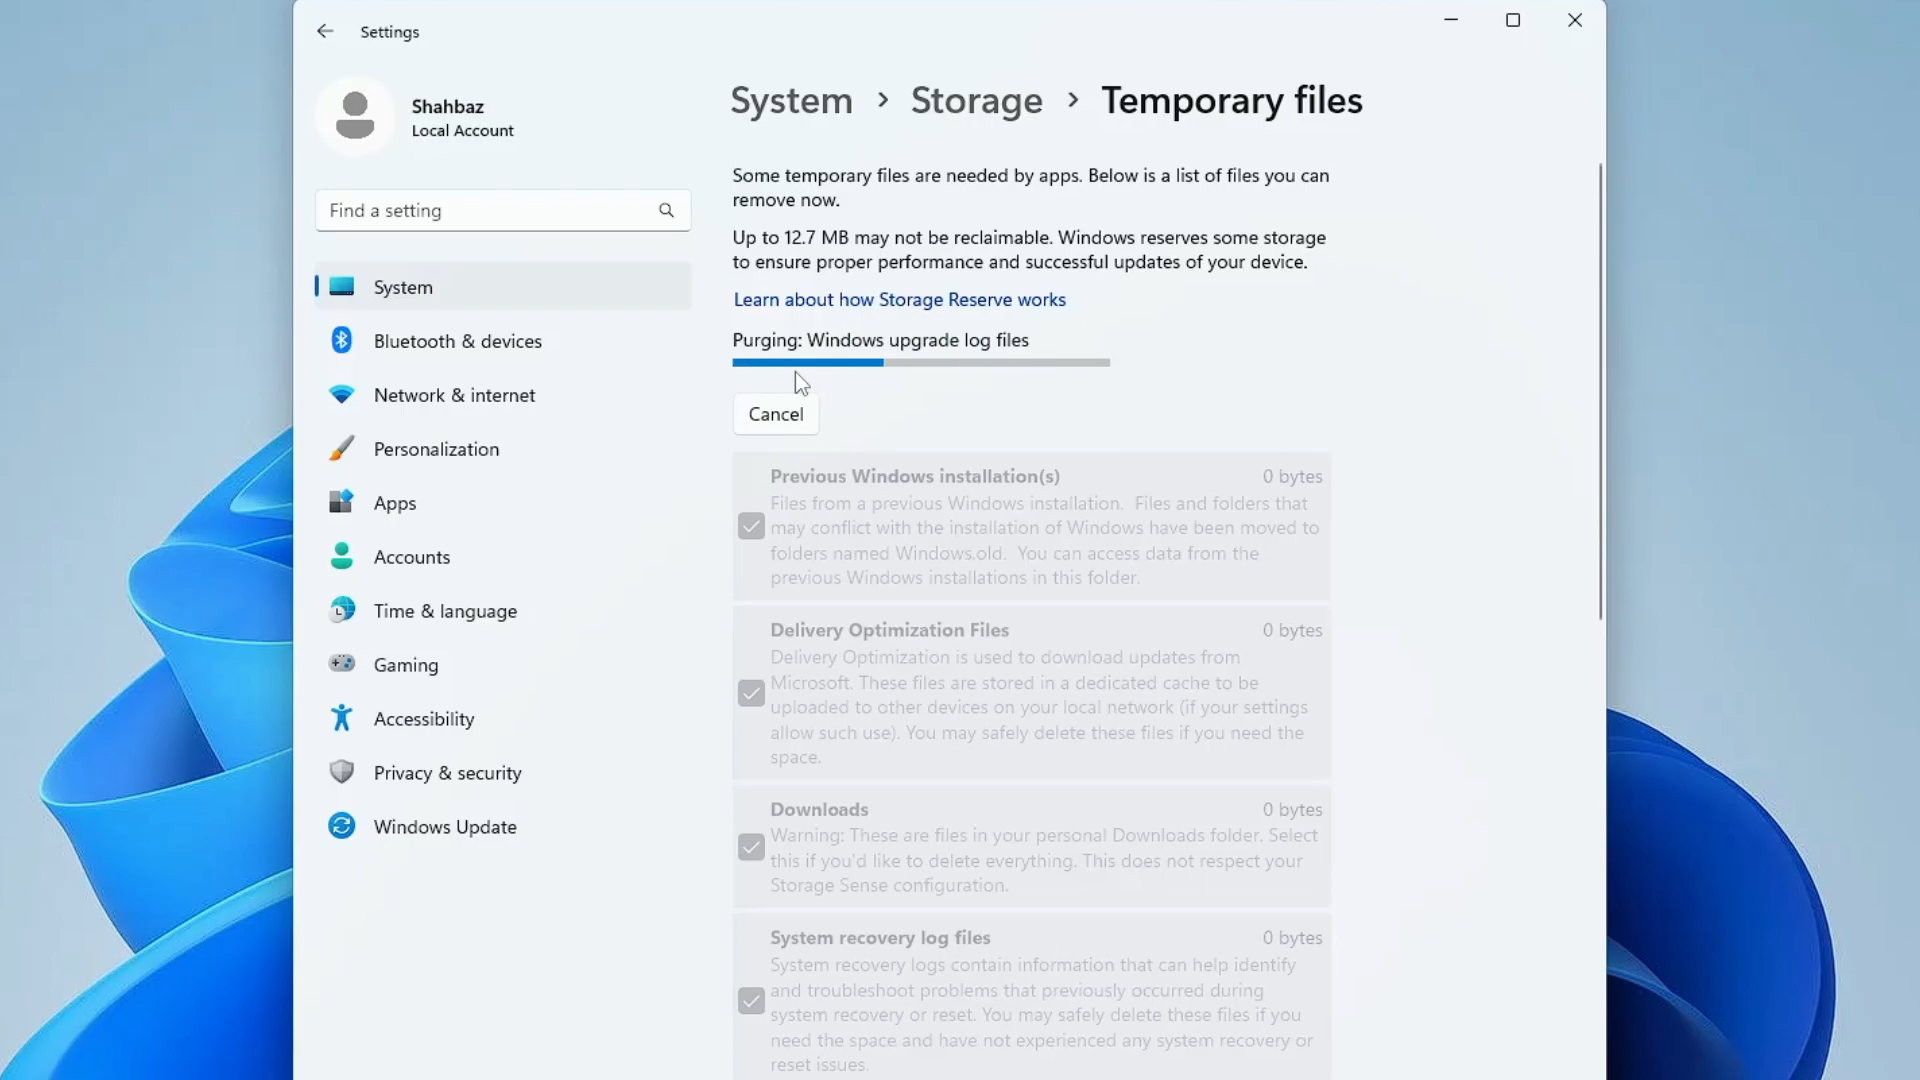 Settings
Shahbaz
Local Account
Find a setting
System
Bluetooth & devices
Network & internet
Personalization
Apps
Accounts
Time & language
Gaming
Accessibility
Privacy & security
Windows Update
System > Storage > Temporary files
Some temporary files are needed by apps. Below is a list of files you can
remove now.
Up to 12.7 MB may not be reclaimable. Windows reserves some storage
to ensure proper performance and successful updates of your device.
Learn about how Storage Reserve works
Purging: Windows upgrade log files
Cancel
Previous Windows installation(s) 0 bytes
Files from a previous Windows installation.  Files and folders that
may conflict with the installation of Windows have been moved to
folders named Windows.old.  You can access data from the
previous Windows installations in this folder.
Delivery Optimization Files 0 bytes
Delivery Optimization is used to download updates from
Microsoft. These files are stored in a dedicated cache to be
uploaded to other devices on your local network (if your settings
allow such use). You may safely delete these files if you need the
space.
Downloads 0 bytes
Warning: These are files in your personal Downloads folder. Select
this if you'd like to delete everything. This does not respect your
Storage Sense configuration.
System recovery log files 0 bytes
System recovery logs contain information that can help identify
and troubleshoot problems that previously occurred during
system recovery or reset. You may safely delete these files if you
need the space and have not experienced any system recovery or
reset issues.